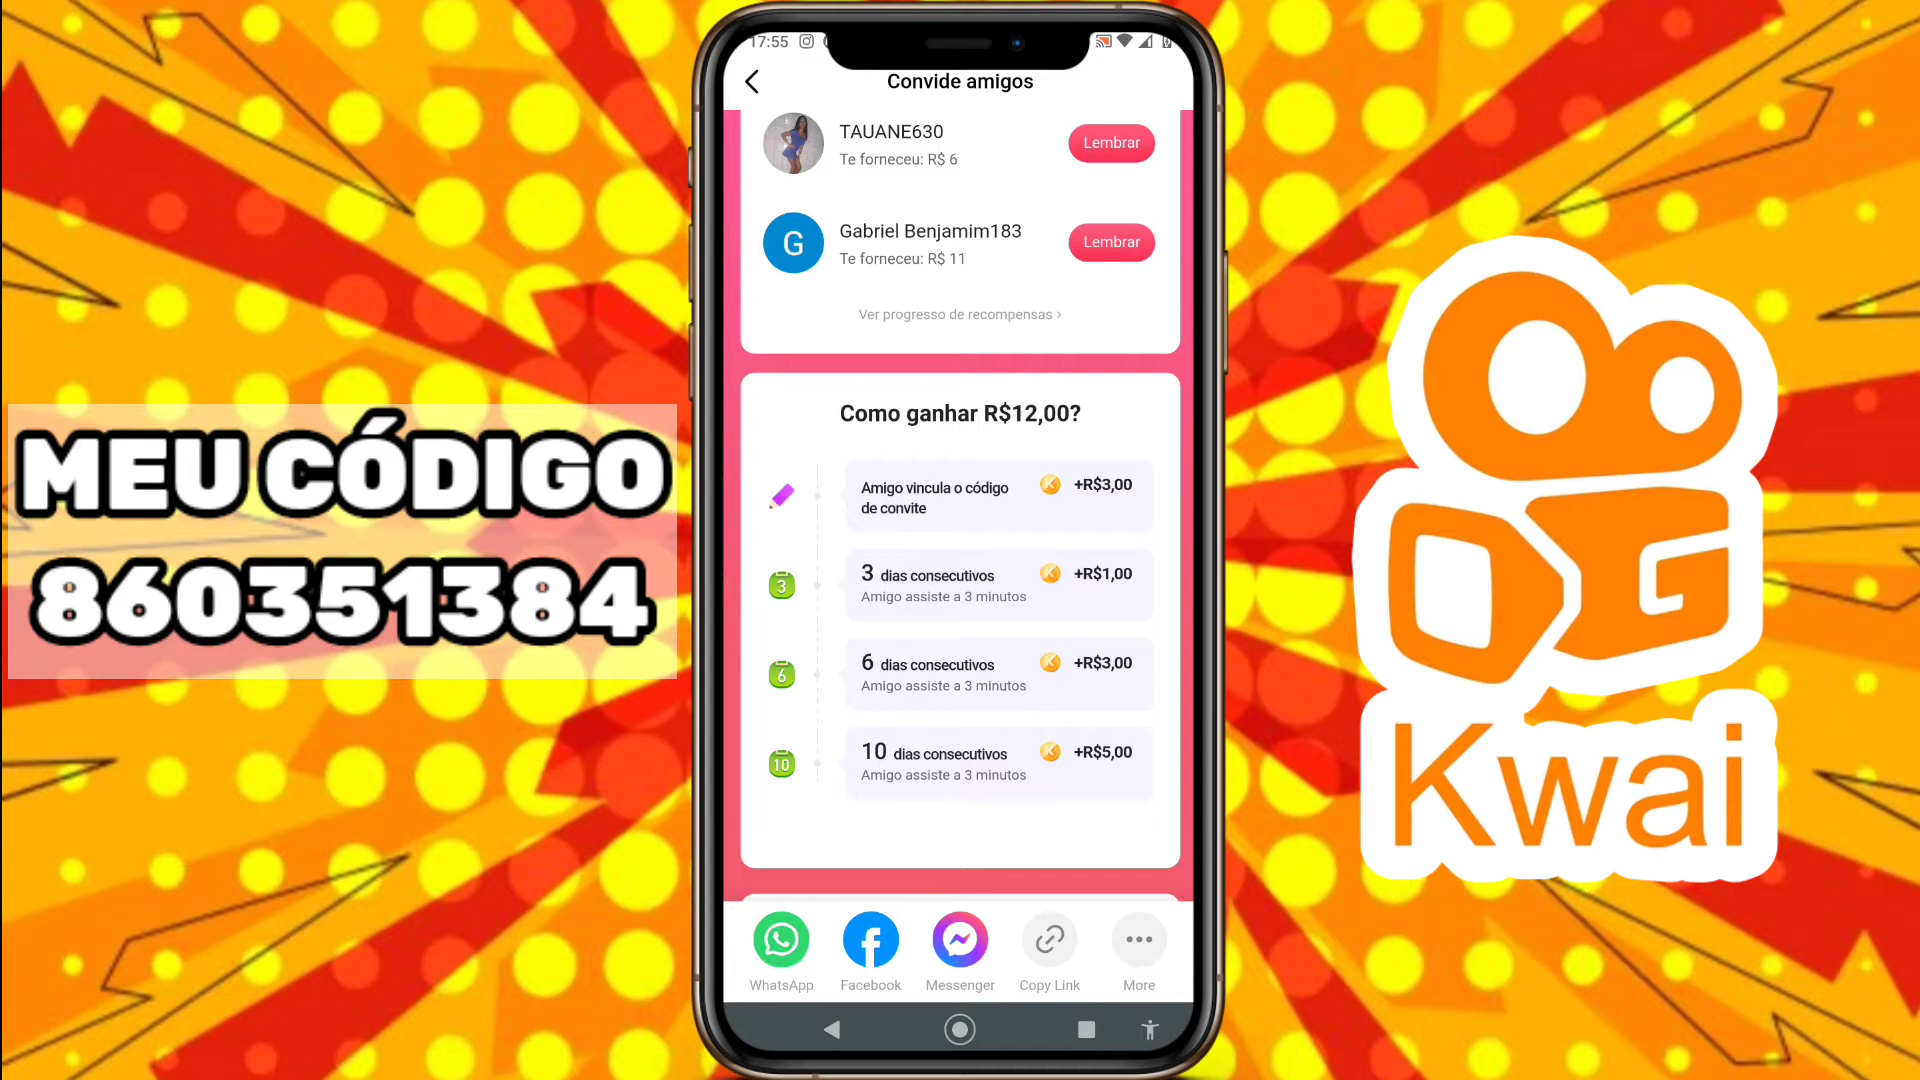 MEU CÓDIGO
860351384
17:55
Convide amigos
TAUANE630
Te forneceu: R$ 6
Lembrar
G
Gabriel Benjamim183
Te forneceu: R$ 11
Lembrar
Ver progresso de recompensas >
Como ganhar R$12,00?
Amigo vincula o código
de convite
+R$3,00
3
3 dias consecutivos
+R$1,00
Amigo assiste a 3 minutos
6
6 dias consecutivos
+R$3,00
Amigo assiste a 3 minutos
10
10 dias consecutivos
+R$5,00
Amigo assiste a 3 minutos
WhatsApp
Facebook
Messenger
Copy Link
More
Kwai